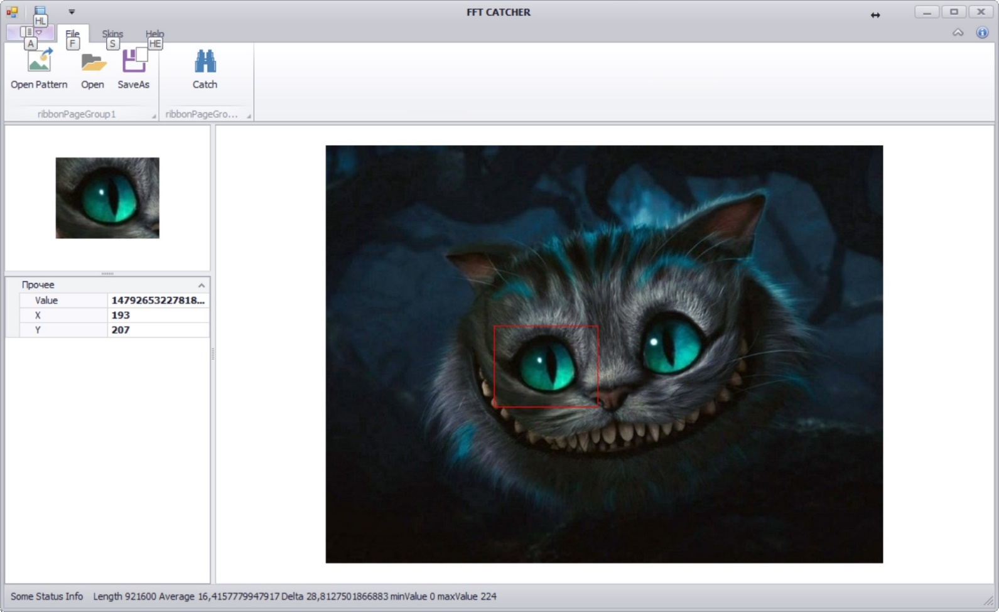 FFT CATCHER
HL
File Skins Help
A F S HE
Open Pattern Open SaveAs Catch
ribbonPageGroup1 ribbonPageGro...
Прочее
Value 14792653227818...
X 193
Y 207
Some Status Info Length 921600 Average 16,4157779947917 Delta 28,8127501866883 minValue 0 maxValue 224